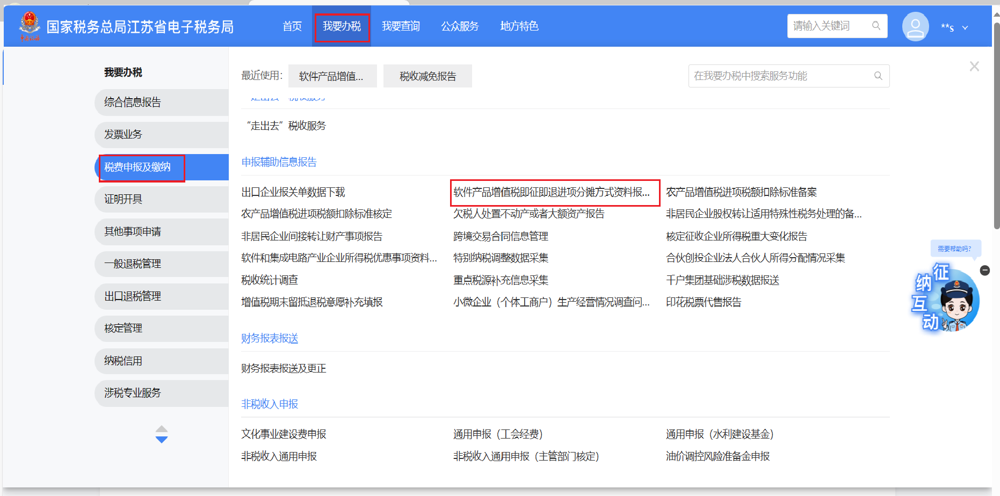 国家税务总局江苏省电子税务局
首页 我要办税 我要查询 公众服务 地方特色
请输入关键词
**s
我要办税
综合信息报告
发票业务
税费申报及缴纳
证明开具
其他事项申请
一般退税管理
出口退税管理
核定管理
纳税信用
涉税专业服务
最近使用： 软件产品增值... 税收减免报告
在我要办税中搜索服务功能
“走出去”税收服务
申报辅助信息报告
出口企业报关单数据下载 软件产品增值税即征即退进项分摊方式资料报... 农产品增值税进项税额扣除标准备案
农产品增值税进项税额扣除标准核定 欠税人处置不动产或者大额资产报告 非居民企业股权转让适用特殊性税务处理的备...
非居民企业间接转让财产事项报告 跨境交易合同信息管理 核定征收企业所得税重大变化报告
软件和集成电路产业企业所得税优惠事项资料... 特别纳税调整数据采集 合伙创投企业法人合伙人所得分配情况采集
税收统计调查 重点税源补充信息采集 千户集团基础涉税数据报送
增值税期末留抵退税意愿补充填报 小微企业（个体工商户）生产经营情况调查问... 印花税票代售报告
财务报表报送
财务报表报送及更正
非税收入申报
文化事业建设费申报 通用申报（工会经费） 通用申报（水利建设基金）
非税收入通用申报 非税收入通用申报（主管部门核定） 油价调控风险准备金申报
需要帮助吗？
征纳互动